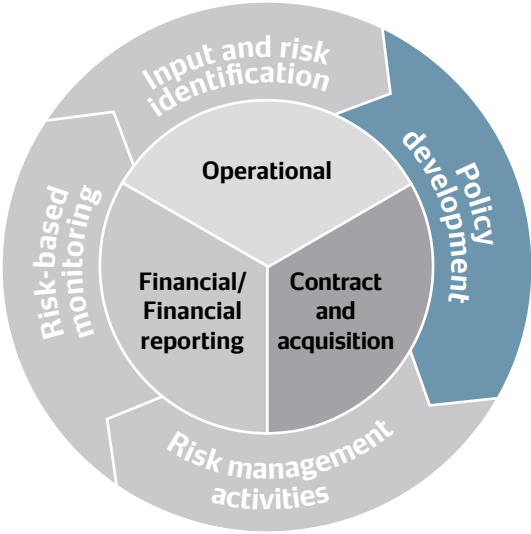 Input and risk
identification
Policy
development
Operational
Risk-based
monitoring
Financial/
Financial
reporting
Contract
and
acquisition
Risk management
activities